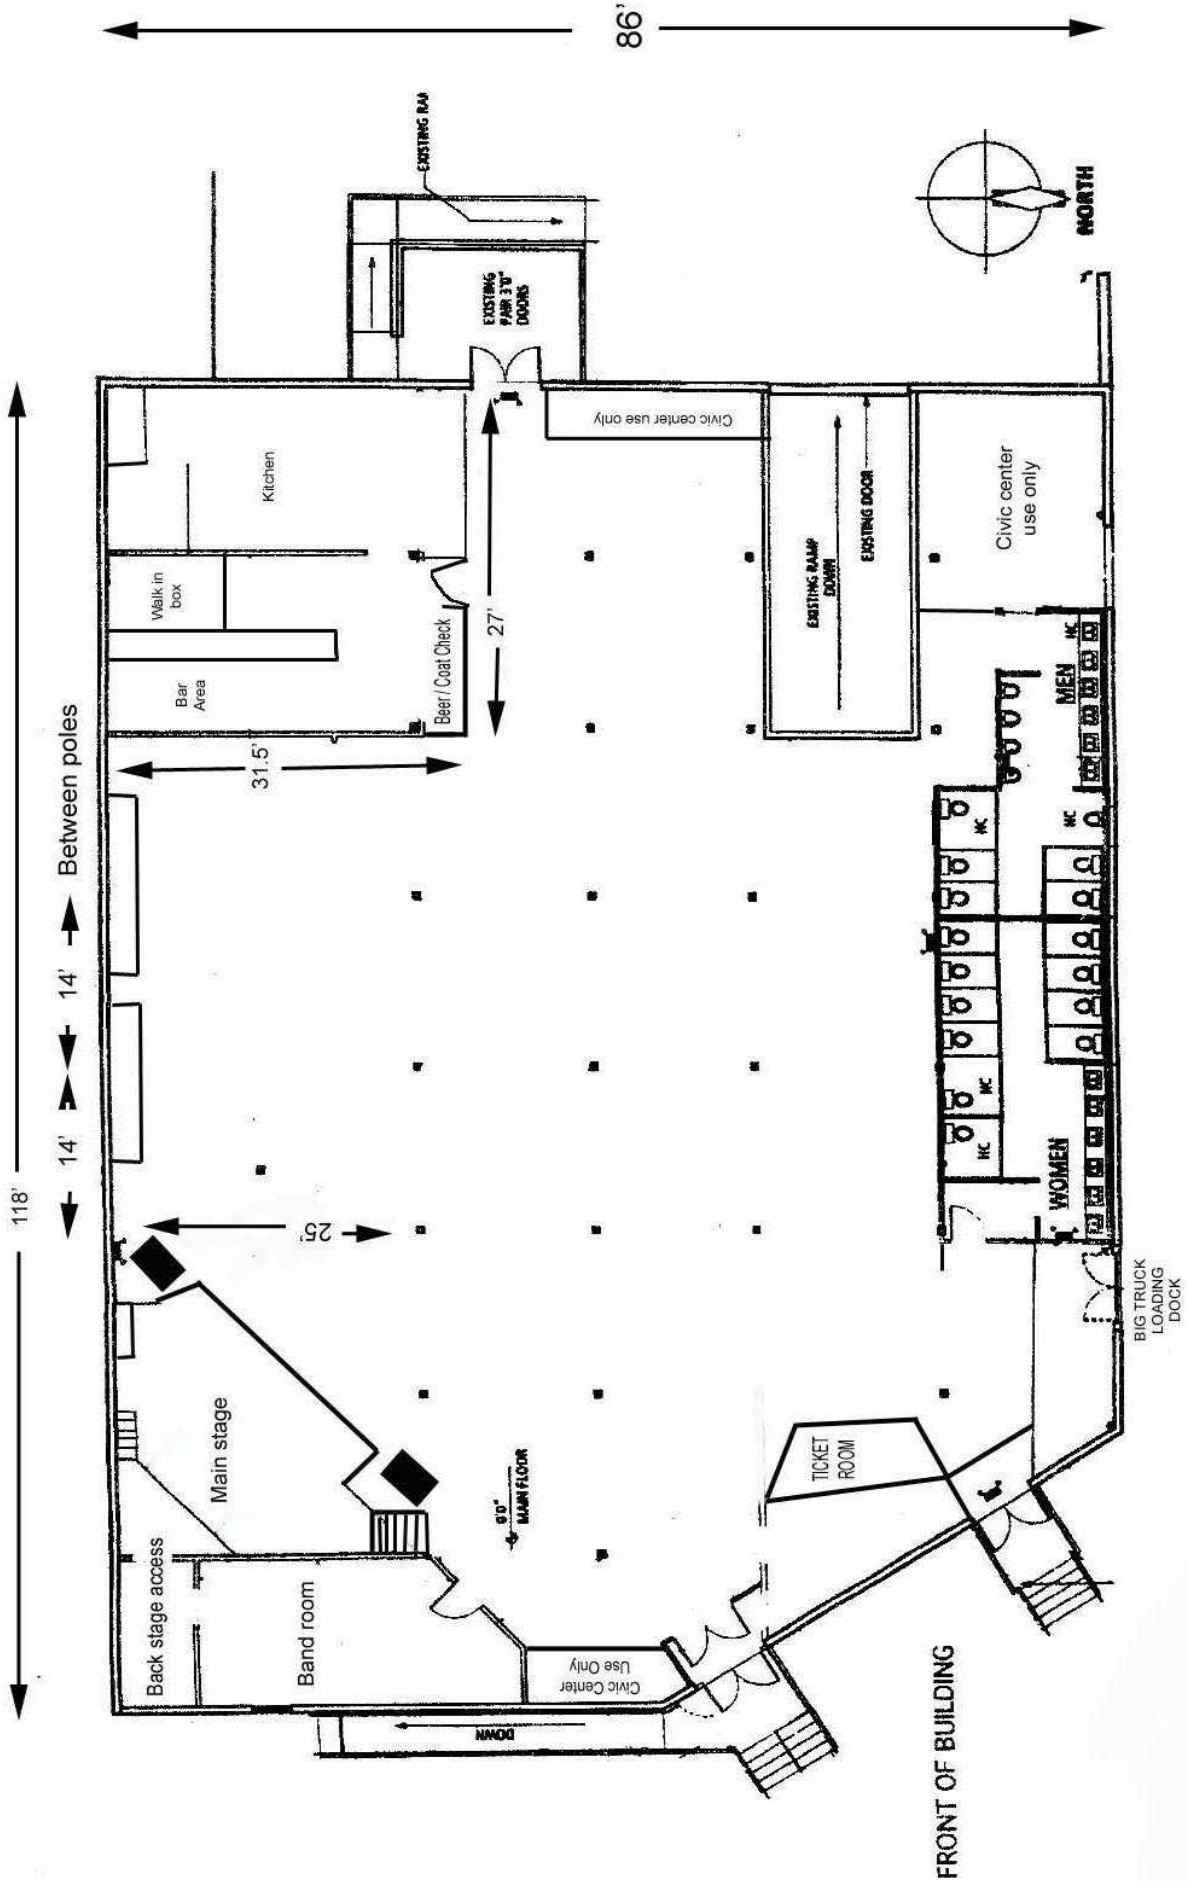 86'
118'
14'
14'
Between poles
EXISTING RA
EXISTING
PAIR 3'0"
DOORS
NORTH
Kitchen
Walk in
box
Bar
Area
Beer / Coat Check
27'
31.5'
Civic center use only
EXISTING RAMP
DOWN
EXISTING DOOR
Civic center
use only
HC
MEN
HC
HC
HC
HC
WOMEN
25'
Main stage
Back stage access
Band room
0'0"
MAIN FLOOR
TICKET
ROOM
BIG TRUCK
LOADING
DOCK
Civic Center
Use Only
DOWN
FRONT OF BUILDING